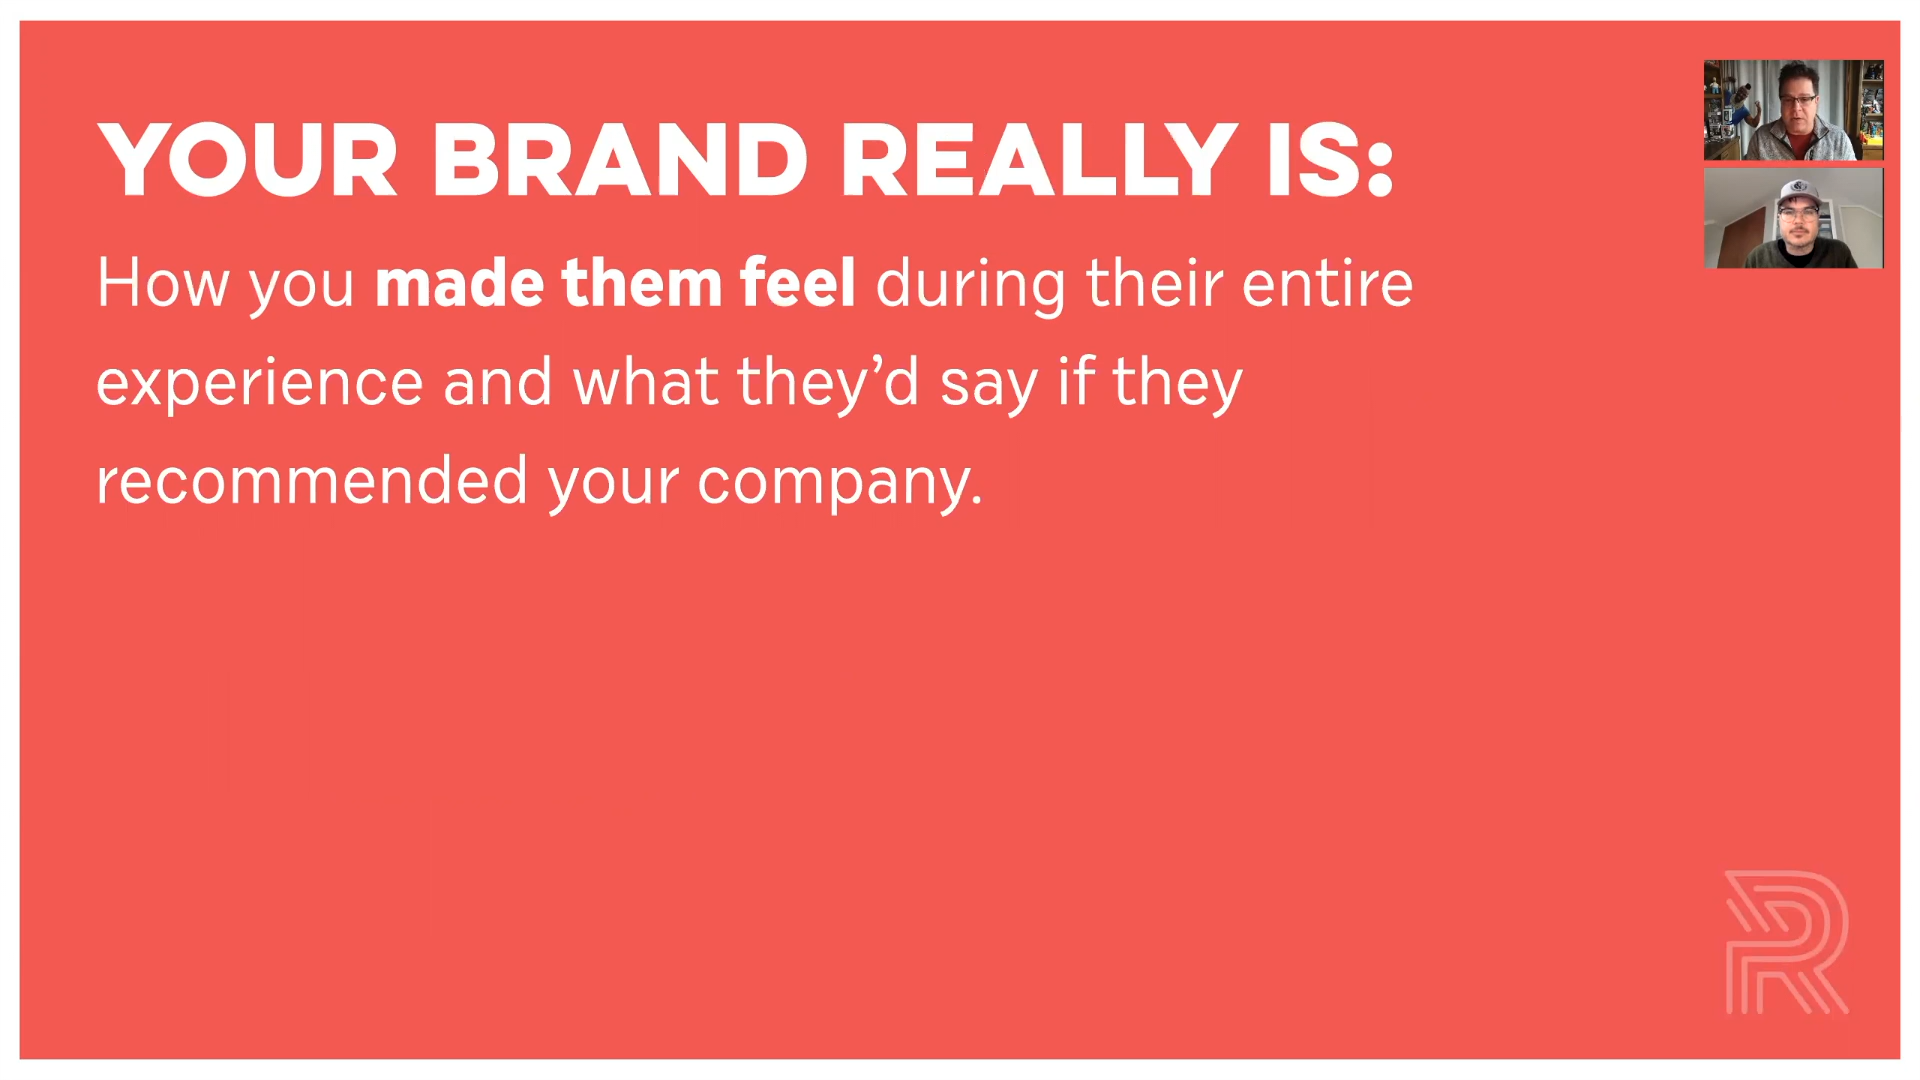 YOUR BRAND REALLY IS:
How you made them feel during their entire
experience and what they’d say if they
recommended your company.
R